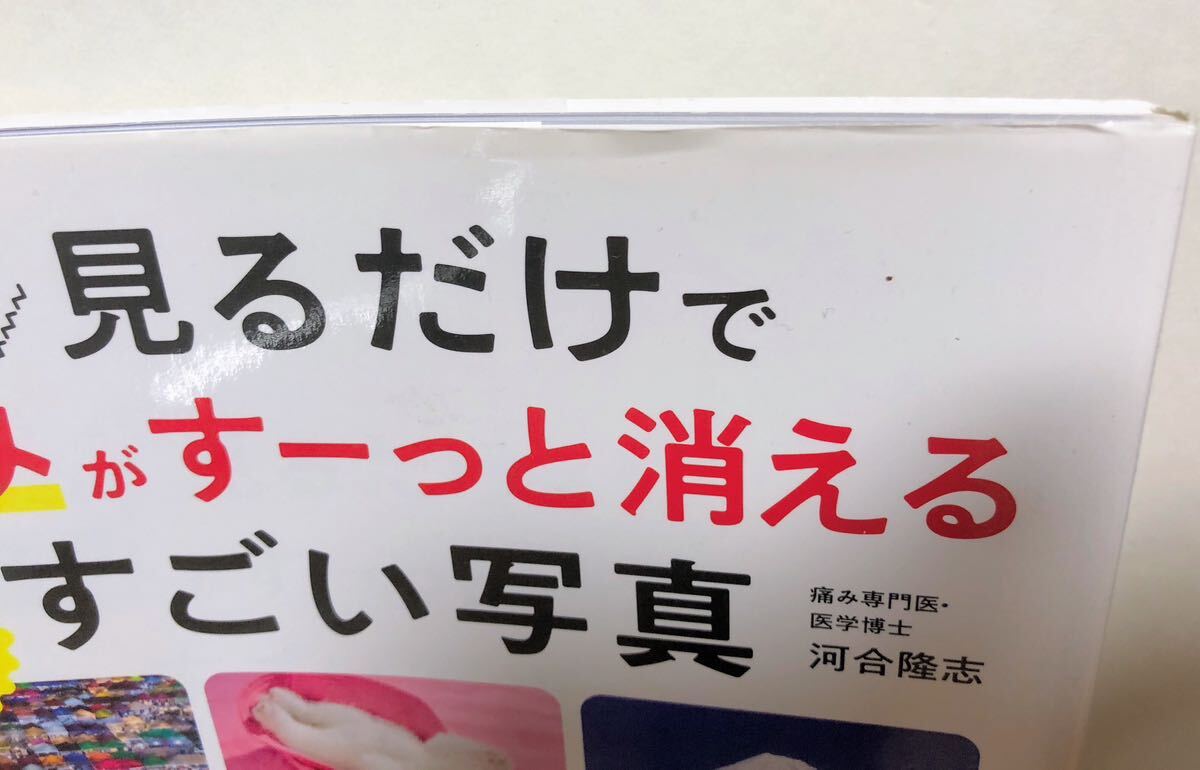 見るだけで
がすーっと消える
すごい写真
痛み専門医・
医学博士
河合隆志